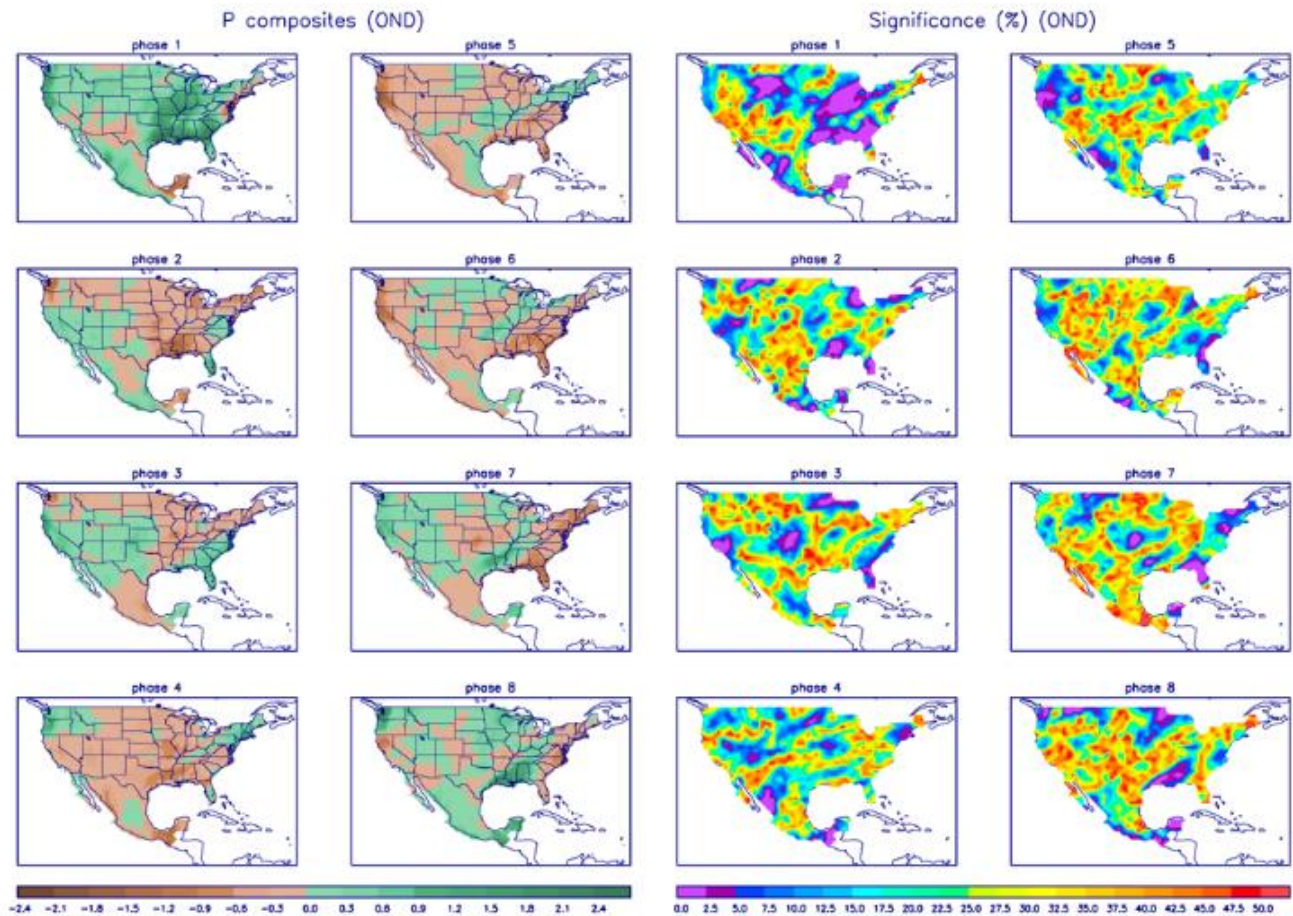 P composites (OND)
Significance (%) (OND)
phase 1
phase 5
phase 1
phase 5
phase 2
phase 6
phase 2
phase 6
phase 3
phase 7
phase 3
phase 7
phase 4
phase 8
phase 4
phase 8
-2.4 -2.1 -1.8 -1.5 -1.2 -0.9 -0.6 -0.3 0.0 0.3 0.6 0.9 1.2 1.5 1.8 2.1 2.4
0.0 2.5 5.0 7.5 10.0 12.5 15.0 17.5 20.0 22.5 25.0 27.5 30.0 32.5 35.0 37.5 40.0 42.5 45.0 47.5 50.0